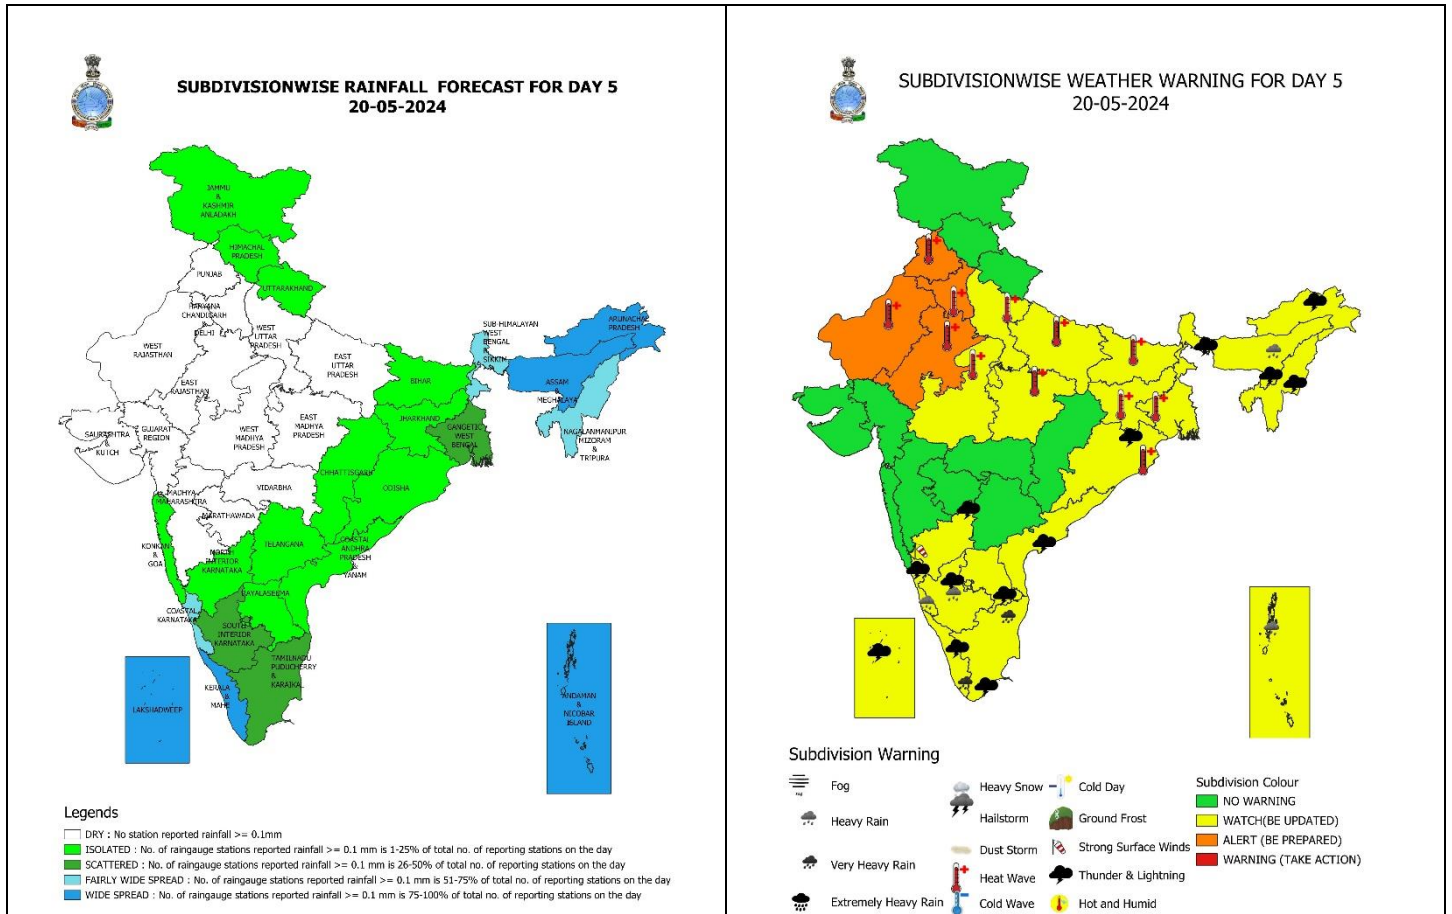 SUBDIVISIONWISE RAINFALL FORECAST FOR DAY 5
20-05-2024
JAMMU
&
KASHMIR
ANLADAKH
HIMACHAL
PRADESH
PUNJAB
UTTARAKHAND
HARYANA
CHANDIGARH
&
DELHI
WEST
UTTAR
PRADESH
WEST
RAJASTHAN
EAST
UTTAR
PRADESH
EAST
RAJASTHAN
SUB HIMALAYAN
WEST
BENGAL
&
SIKKIM
ARUNACHAL
PRADESH
BIHAR
ASSAM
&
MEGHALAYA
JHARKHAND
GANGETIC
WEST
BENGAL
NAGALANMANIPUR
MIZORAM
&
TRIPURA
SAURASHTRA
&
KUTCH
GUJARAT
REGION
WEST
MADHYA
PRADESH
EAST
MADHYA
PRADESH
CHHATTISGARH
ODISHA
VIDARBHA
MADHYA
MAHARASHTRA
MARATHAWADA
KONKAN
&
GOA
NORTH
INTERIOR
KARNATAKA
TELANGANA
COASTAL
ANDHRA
PRADESH
&
YANAM
RAYALASEEMA
COASTAL
KARNATAKA
SOUTH
INTERIOR
KARNATAKA
TAMILNADU
PUDUCHERRY
&
KARAIKAL
KERALA
&
MAHE
LAKSHADWEEP
ANDAMAN
&
NICOBAR
ISLAND
Legends
DRY : No station reported rainfall >= 0.1mm
ISOLATED : No. of raingauge stations reported rainfall >= 0.1 mm is 1-25% of total no. of reporting stations on the day
SCATTERED : No. of raingauge stations reported rainfall >= 0.1 mm is 26-50% of total no. of reporting stations on the day
FAIRLY WIDE SPREAD : No. of raingauge stations reported rainfall >= 0.1 mm is 51-75% of total no. of reporting stations on the day
WIDE SPREAD : No. of raingauge stations reported rainfall >= 0.1 mm is 75-100% of total no. of reporting stations on the day
SUBDIVISIONWISE WEATHER WARNING FOR DAY 5
20-05-2024
Subdivision Warning
Fog
Heavy Rain
Very Heavy Rain
Extremely Heavy Rain
Heavy Snow
Hailstorm
Dust Storm
Heat Wave
Cold Wave
Cold Day
Ground Frost
Strong Surface Winds
Thunder & Lightning
Hot and Humid
Subdivision Colour
NO WARNING
WATCH(BE UPDATED)
ALERT (BE PREPARED)
WARNING (TAKE ACTION)